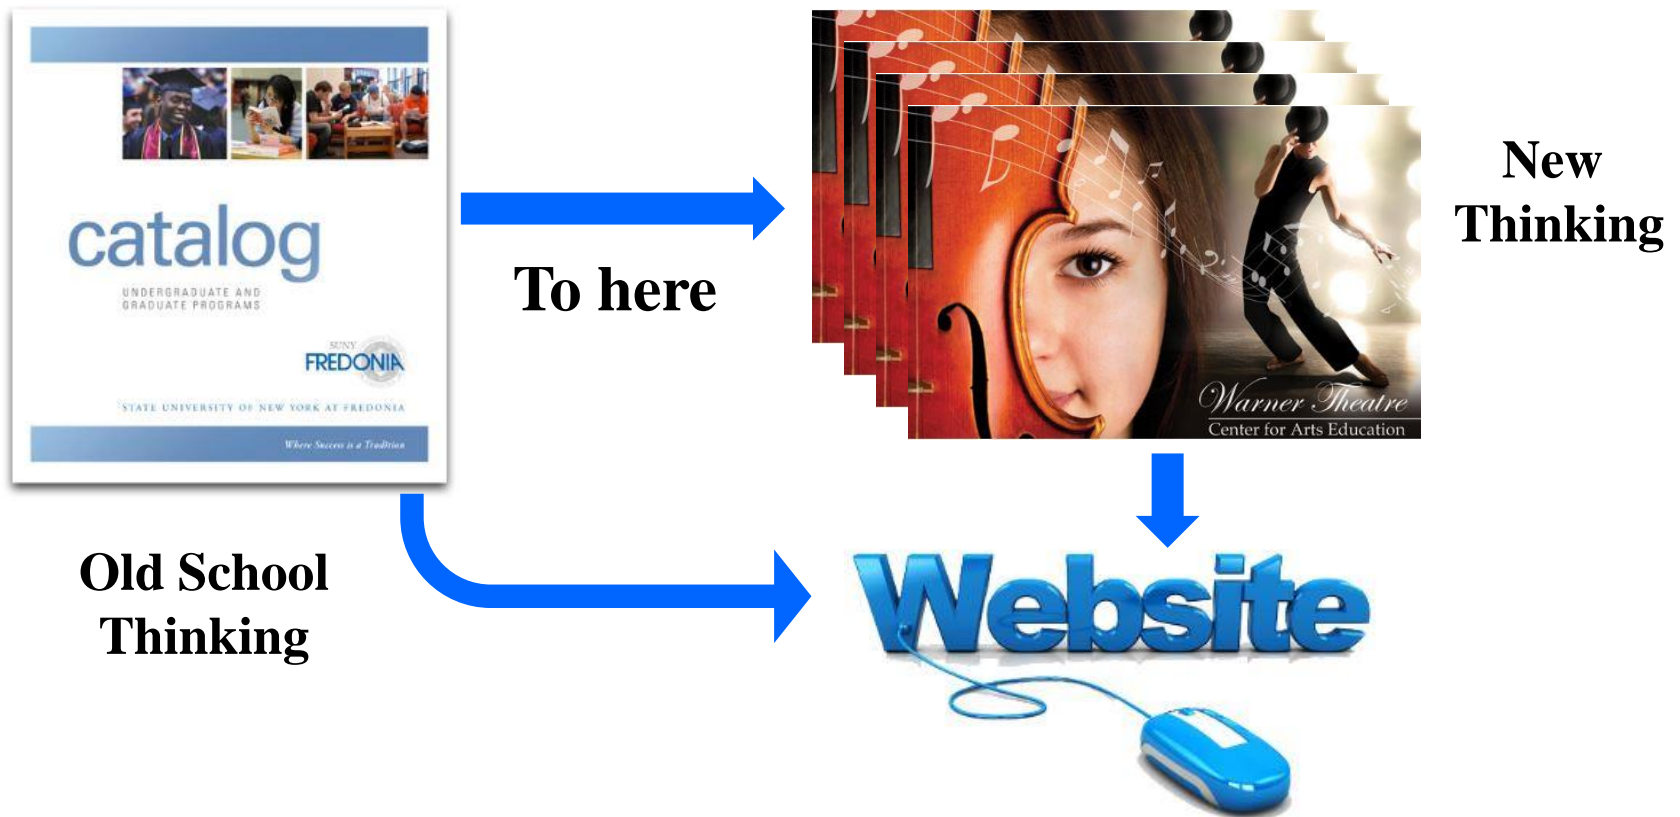 catalog
UNDERGRADUATE AND
GRADUATE PROGRAMS
SUNY
FREDONIA
STATE UNIVERSITY OF NEW YORK AT FREDONIA
Where Success is a Tradition
Old School
Thinking
To here
New
Thinking
Warner Theatre
Center for Arts Education
Website